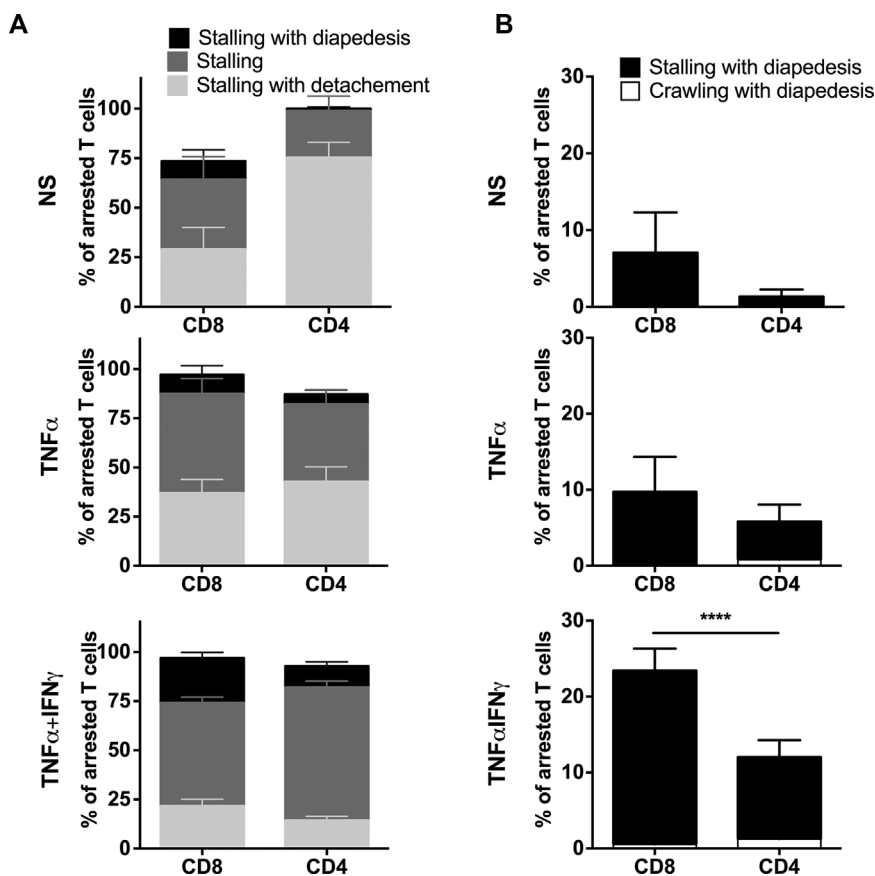 A
Stalling with diapedesis
Stalling
Stalling with detachement
NS
% of arrested T cells
100
75
50
25
0
CD8 CD4
TNFα
% of arrested T cells
100
75
50
25
0
CD8 CD4
TNFα+IFNγ
% of arrested T cells
100
75
50
25
0
CD8 CD4
B
Stalling with diapedesis
Crawling with diapedesis
NS
% of arrested T cells
30
20
10
0
CD8 CD4
TNFα
% of arrested T cells
30
20
10
0
CD8 CD4
TNFαIFNγ
% of arrested T cells
30
20
10
0
****
CD8 CD4